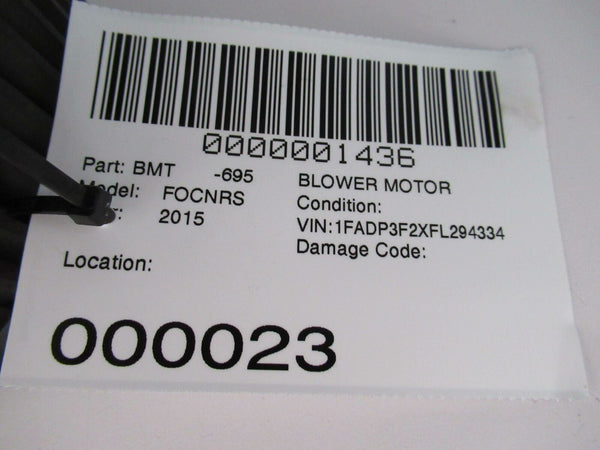 0000001436
Part: BMT -695 BLOWER MOTOR
Model: FOCNRS Condition:
2015 VIN:1FADP3F2XFL294334
Damage Code:
Location:
000023